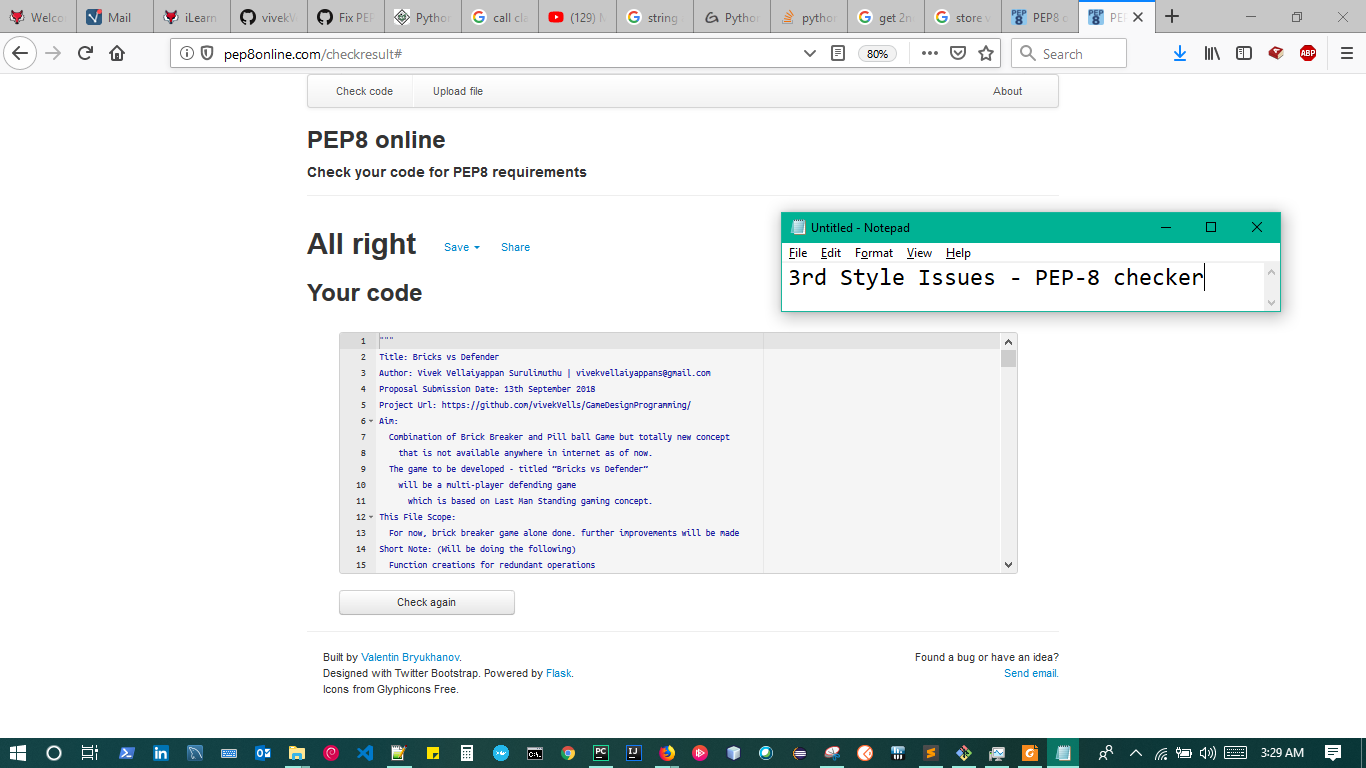 Welco
Mail
iLearn
vivekV
Fix PEP
Python
call cla
(129) M
string
Python
python
get 2n
store v
PEP8 o
PE
pep8online.com/checkresult#
80%
Search
ABP
Check code Upload file About
PEP8 online
Check your code for PEP8 requirements
All right Save Share
Your code
Untitled - Notepad
File Edit Format View Help
3rd Style Issues - PEP-8 checker
1 """
2 Title: Bricks vs Defender
3 Author: Vivek Vellaiyappan Surulimuthu | vivekvellaiyappans@gmail.com
4 Proposal Submission Date: 13th September 2018
5 Project Url: https://github.com/vivekVells/GameDesignProgramming/
6 Aim:
7 Combination of Brick Breaker and Pill ball Game but totally new concept
8 that is not available anywhere in internet as of now.
9 The game to be developed - titled “Bricks vs Defender”
10 will be a multi-player defending game
11 which is based on Last Man Standing gaming concept.
12 This File Scope:
13 For now, brick breaker game alone done. further improvements will be made
14 Short Note: (Will be doing the following)
15 Function creations for redundant operations
Check again
Built by Valentin Bryukhanov.
Designed with Twitter Bootstrap. Powered by Flask.
Icons from Glyphicons Free.
Found a bug or have an idea?
Send email.
3:29 AM